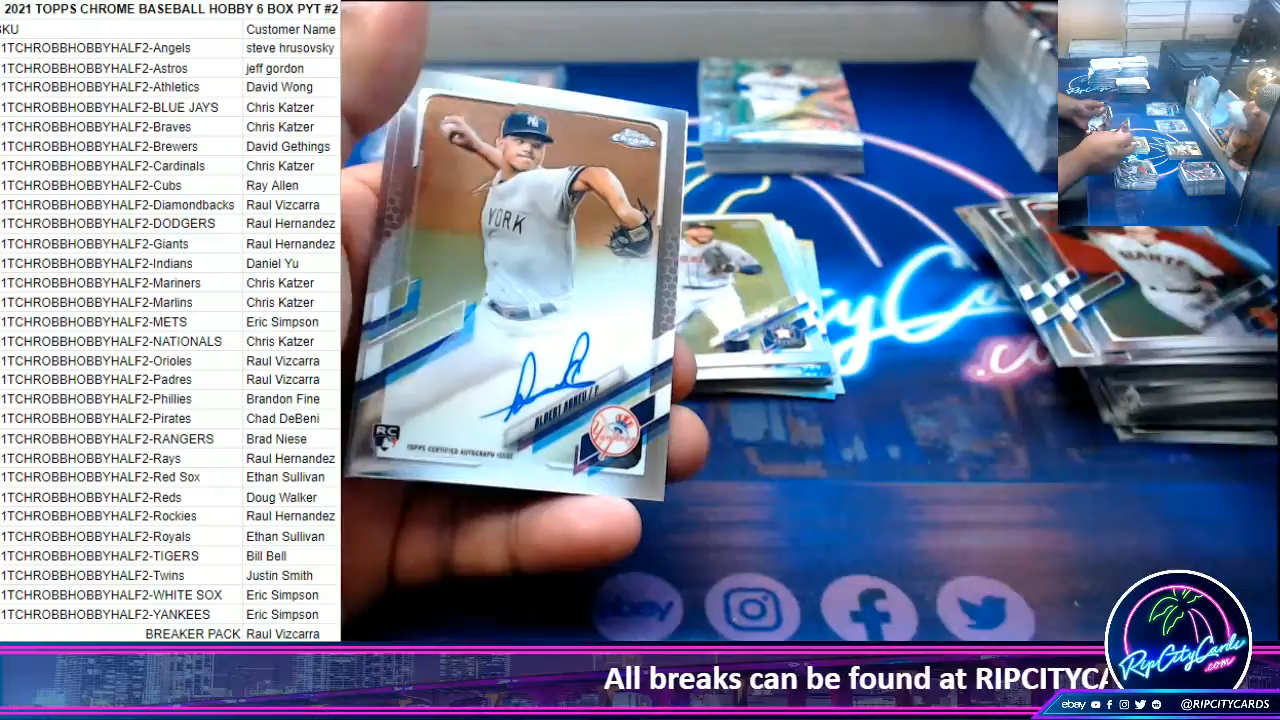 2021 TOPPS CHROME BASEBALL HOBBY 6 BOX PYT #2
SKU Customer Name
1TCHROBBHOBBYHALF2-Angels steve hrusovsky
1TCHROBBHOBBYHALF2-Astros jeff gordon
1TCHROBBHOBBYHALF2-Athletics David Wong
1TCHROBBHOBBYHALF2-BLUE JAYS Chris Katzer
1TCHROBBHOBBYHALF2-Braves Chris Katzer
1TCHROBBHOBBYHALF2-Brewers David Gethings
1TCHROBBHOBBYHALF2-Cardinals Chris Katzer
1TCHROBBHOBBYHALF2-Cubs Ray Allen
1TCHROBBHOBBYHALF2-Diamondbacks Raul Vizcarra
1TCHROBBHOBBYHALF2-DODGERS Raul Hernandez
1TCHROBBHOBBYHALF2-Giants Raul Hernandez
1TCHROBBHOBBYHALF2-Indians Daniel Yu
1TCHROBBHOBBYHALF2-Mariners Chris Katzer
1TCHROBBHOBBYHALF2-Marlins Chris Katzer
1TCHROBBHOBBYHALF2-METS Eric Simpson
1TCHROBBHOBBYHALF2-NATIONALS Chris Katzer
1TCHROBBHOBBYHALF2-Orioles Raul Vizcarra
1TCHROBBHOBBYHALF2-Padres Raul Vizcarra
1TCHROBBHOBBYHALF2-Phillies Brandon Fine
1TCHROBBHOBBYHALF2-Pirates Chad DeBeni
1TCHROBBHOBBYHALF2-RANGERS Brad Niese
1TCHROBBHOBBYHALF2-Rays Raul Hernandez
1TCHROBBHOBBYHALF2-Red Sox Ethan Sullivan
1TCHROBBHOBBYHALF2-Reds Doug Walker
1TCHROBBHOBBYHALF2-Rockies Raul Hernandez
1TCHROBBHOBBYHALF2-Royals Ethan Sullivan
1TCHROBBHOBBYHALF2-TIGERS Bill Bell
1TCHROBBHOBBYHALF2-Twins Justin Smith
1TCHROBBHOBBYHALF2-WHITE SOX Eric Simpson
1TCHROBBHOBBYHALF2-YANKEES Eric Simpson
BREAKER PACK Raul Vizcarra
Chrome
NY
YORK
ALBERT ABREU
RC
TOPPS CERTIFIED AUTOGRAPH ISSUE
Yankees
GIANTS
ebay
All breaks can be found at RIPCITYCA
RipCityCards
.com
ebay @RIPCITYCARDS